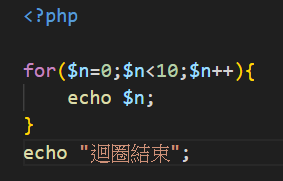 <?php
for($n=0;$n<10;$n++){
    echo $n;
}
echo "迴圈結束";